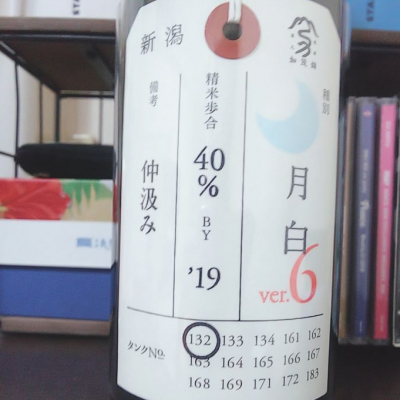 新潟
加茂錦
種別
月白
ver.6
精米歩合
40%
BY
'19
備考
仲汲み
タンクNo.
132 133 134 161 162
163 164 165 166 167
168 169 171 172 183